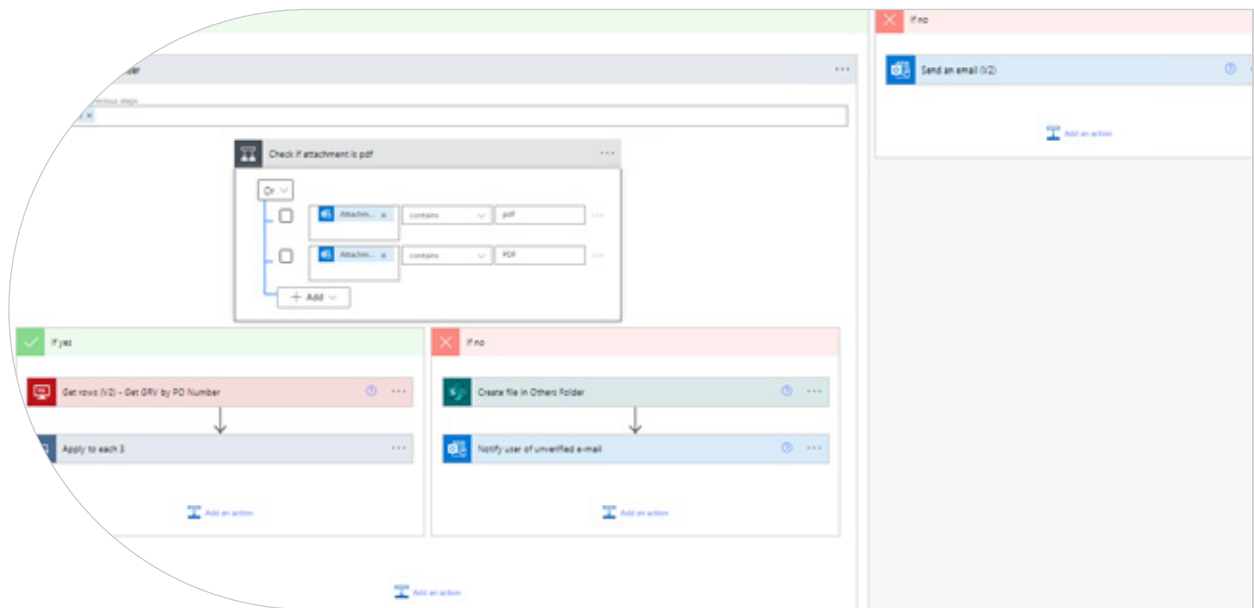 If no
Send an email (V2)
Add an action
Check if attachment is pdf
Or
Attachm...
contains
pdf
Attachm...
contains
PDF
Add
If yes
If no
Get rows (V2) - Get GRV by PO Number
Create file in Others Folder
Apply to each 3
Notify user of unverified e-mail
Add an action
Add an action
Add an action